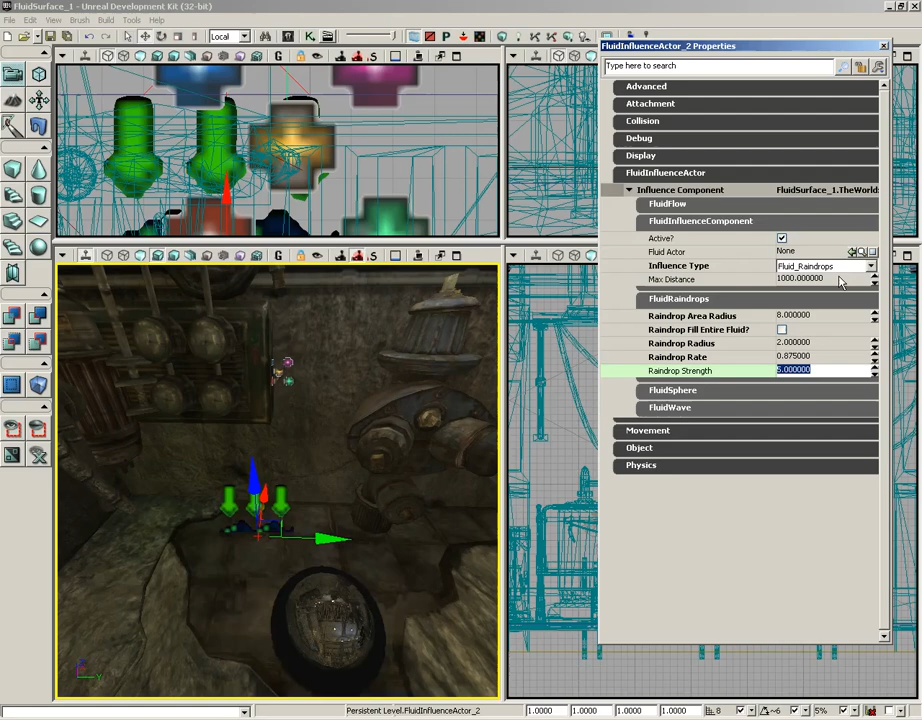 FluidSurface_1 - Unreal Development Kit (32-bit)
File Edit View Brush Build Tools Help
Local
FluidInfluenceActor_2 Properties
Type here to search
Advanced
Attachment
Collision
Debug
Display
FluidInfluenceActor
Influence Component FluidSurface_1.TheWorld:
FluidFlow
FluidInfluenceComponent
Active?
Fluid Actor None
Influence Type Fluid_Raindrops
Max Distance 1000.000000
FluidRaindrops
Raindrop Area Radius 8.000000
Raindrop Fill Entire Fluid?
Raindrop Radius 2.000000
Raindrop Rate 0.875000
Raindrop Strength 5.000000
FluidSphere
FluidWave
Movement
Object
Physics
Persistent Level.FluidInfluenceActor_2
1.0000 1.0000 1.0000 1.0000
8
~6
5%